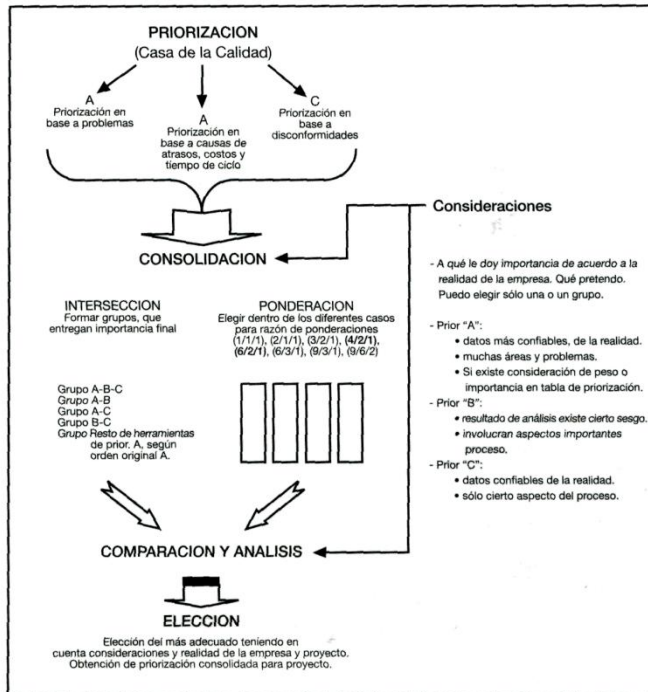 PRIORIZACION
(Casa de la Calidad)
A
Priorización en
base a problemas
A
Priorización en
base a causas de
atrasos, costos y
tiempo de ciclo
C
Priorización en
base a
disconformidades
CONSOLIDACION
INTERSECCION
Formar grupos, que
entregan importancia final
Grupo A-B-C
Grupo A-B
Grupo A-C
Grupo B-C
Grupo Resto de herramientas
de prior. A, según
orden original A.
PONDERACION
Elegir dentro de los diferentes casos
para razón de ponderaciones
(1/1/1), (2/1/1), (3/2/1), (4/2/1),
(6/2/1), (6/3/1), (9/3/1), (9/6/2)
COMPARACION Y ANALISIS
ELECCION
Elección del más adecuado teniendo en
cuenta consideraciones y realidad de la empresa y proyecto.
Obtención de priorización consolidada para proyecto.
Consideraciones
- A qué le doy importancia de acuerdo a la
realidad de la empresa. Qué pretendo.
Puedo elegir sólo una o un grupo.
- Prior "A":
• datos más confiables, de la realidad.
• muchas áreas y problemas.
• Si existe consideración de peso o
importancia en tabla de priorización.
- Prior "B":
• resultado de análisis existe cierto sesgo.
• involucran aspectos importantes
proceso.
- Prior "C":
• datos confiables de la realidad.
• sólo cierto aspecto del proceso.